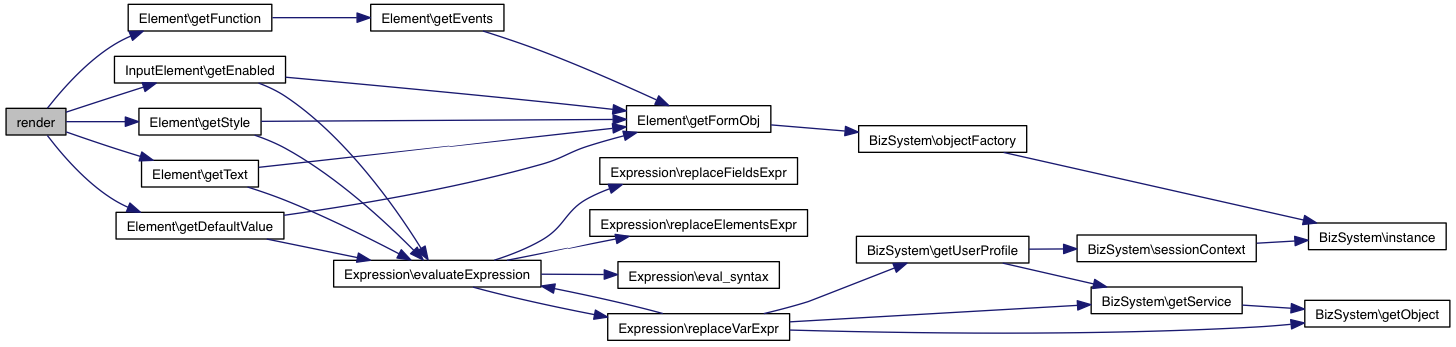 render
Element\getFunction
Element\getEvents
InputElement\getEnabled
Element\getStyle
Element\getText
Element\getDefaultValue
Element\getFormObj
BizSystem\objectFactory
Expression\replaceFieldsExpr
Expression\replaceElementsExpr
Expression\evaluateExpression
Expression\eval_syntax
Expression\replaceVarExpr
BizSystem\getUserProfile
BizSystem\sessionContext
BizSystem\instance
BizSystem\getService
BizSystem\getObject